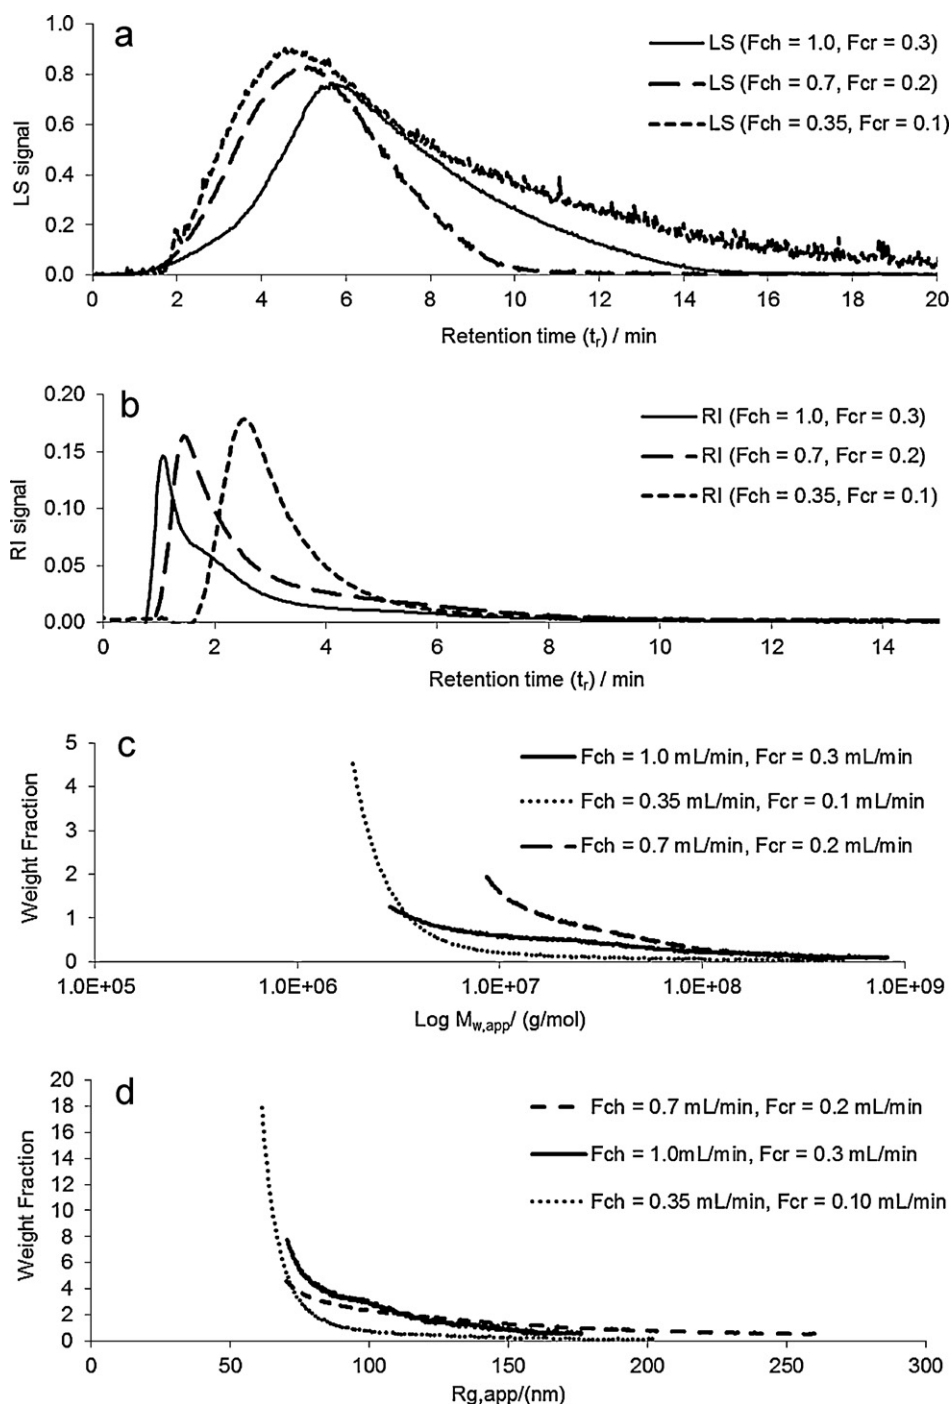 a
LS signal
1.0
0.8
0.6
0.4
0.2
0.0
LS (Fch = 1.0, Fcr = 0.3)
LS (Fch = 0.7, Fcr = 0.2)
LS (Fch = 0.35, Fcr = 0.1)
0 2 4 6 8 10 12 14 16 18 20
Retention time (tr) / min
b
RI signal
0.20
0.15
0.10
0.05
0.00
RI (Fch = 1.0, Fcr = 0.3)
RI (Fch = 0.7, Fcr = 0.2)
RI (Fch = 0.35, Fcr = 0.1)
0 2 4 6 8 10 12 14
Retention time (tr) / min
c
Weight Fraction
5
4
3
2
1
0
Fch = 1.0 mL/min, Fcr = 0.3 mL/min
Fch = 0.35 mL/min, Fcr = 0.1 mL/min
Fch = 0.7 mL/min, Fcr = 0.2 mL/min
1.0E+05 1.0E+06 1.0E+07 1.0E+08 1.0E+09
Log Mw,app/ (g/mol)
d
Weight Fraction
20
18
16
14
12
10
8
6
4
2
0
Fch = 0.7 mL/min, Fcr = 0.2 mL/min
Fch = 1.0mL/min, Fcr = 0.3 mL/min
Fch = 0.35 mL/min, Fcr = 0.10 mL/min
0 50 100 150 200 250 300
Rg,app/(nm)